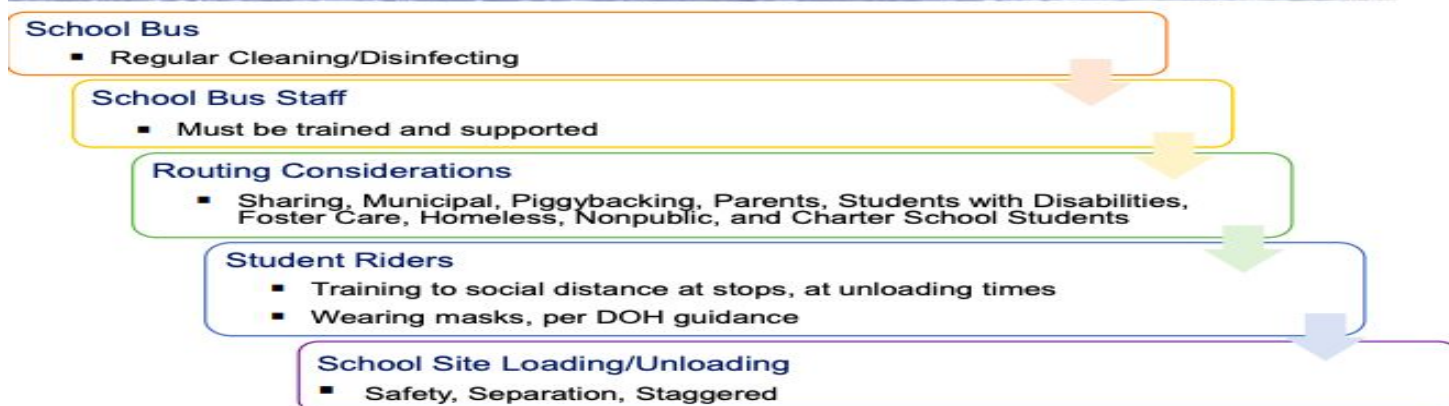 School Bus
▪ Regular Cleaning/Disinfecting
School Bus Staff
▪ Must be trained and supported
Routing Considerations
▪ Sharing, Municipal, Piggybacking, Parents, Students with Disabilities,
Foster Care, Homeless, Nonpublic, and Charter School Students
Student Riders
▪ Training to social distance at stops, at unloading times
▪ Wearing masks, per DOH guidance
School Site Loading/Unloading
▪ Safety, Separation, Staggered